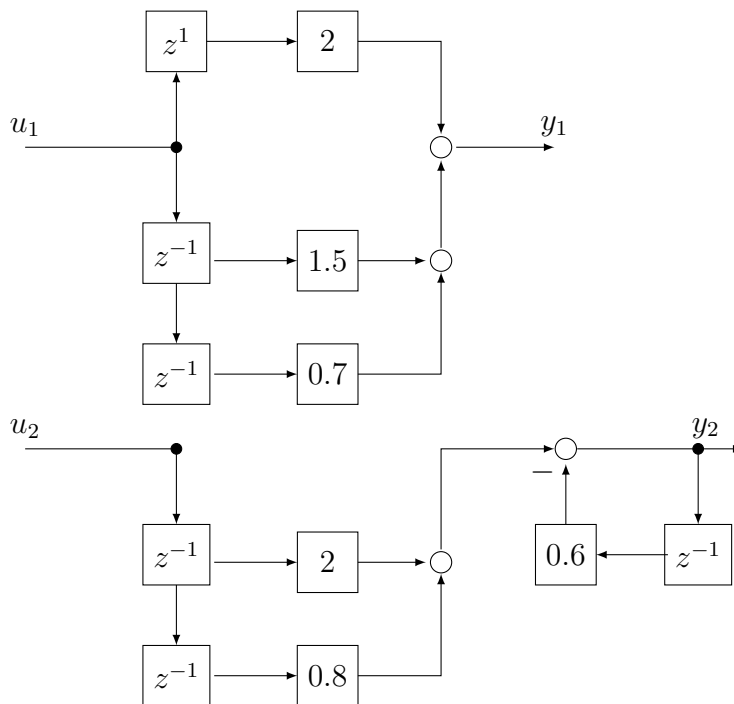 z^1 2
u_1 y_1
z^{-1} 1.5
z^{-1} 0.7
u_2 y_2
−
z^{-1} 2 0.6 z^{-1}
z^{-1} 0.8